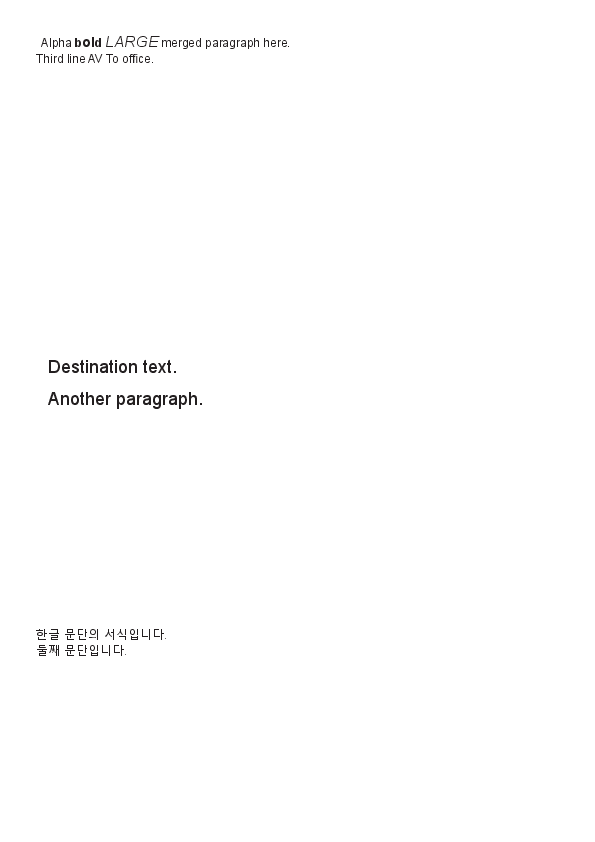 Alpha bold LARGE merged paragraph here.
Third line AV To office.
Destination text.
Another paragraph.
한글 문단의 서식입니다.
둘째 문단입니다.